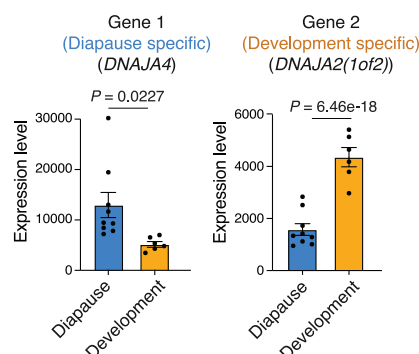 Gene 1
(Diapause specific)
(DNAJA4)
P = 0.0227
Expression level
30000
20000
10000
0
Diapause
Development
Gene 2
(Development specific)
(DNAJA2(1of2))
P = 6.46e-18
Expression level
6000
4000
2000
0
Diapause
Development